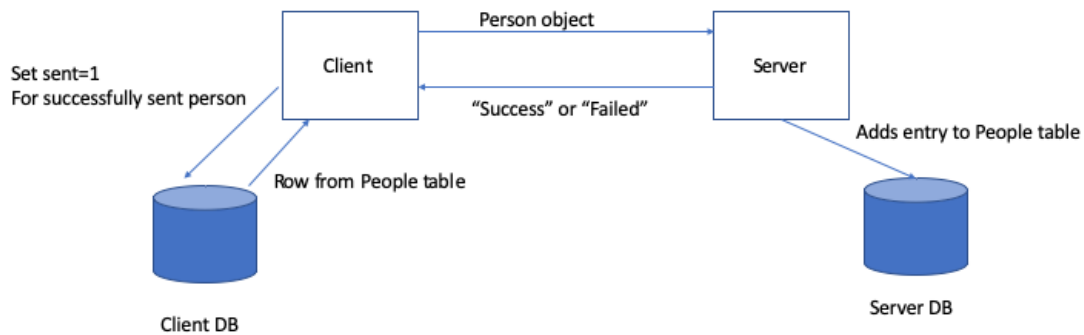 Person object
Client
Server
Set sent=1
For successfully sent person
“Success” or “Failed”
Adds entry to People table
Row from People table
Client DB
Server DB